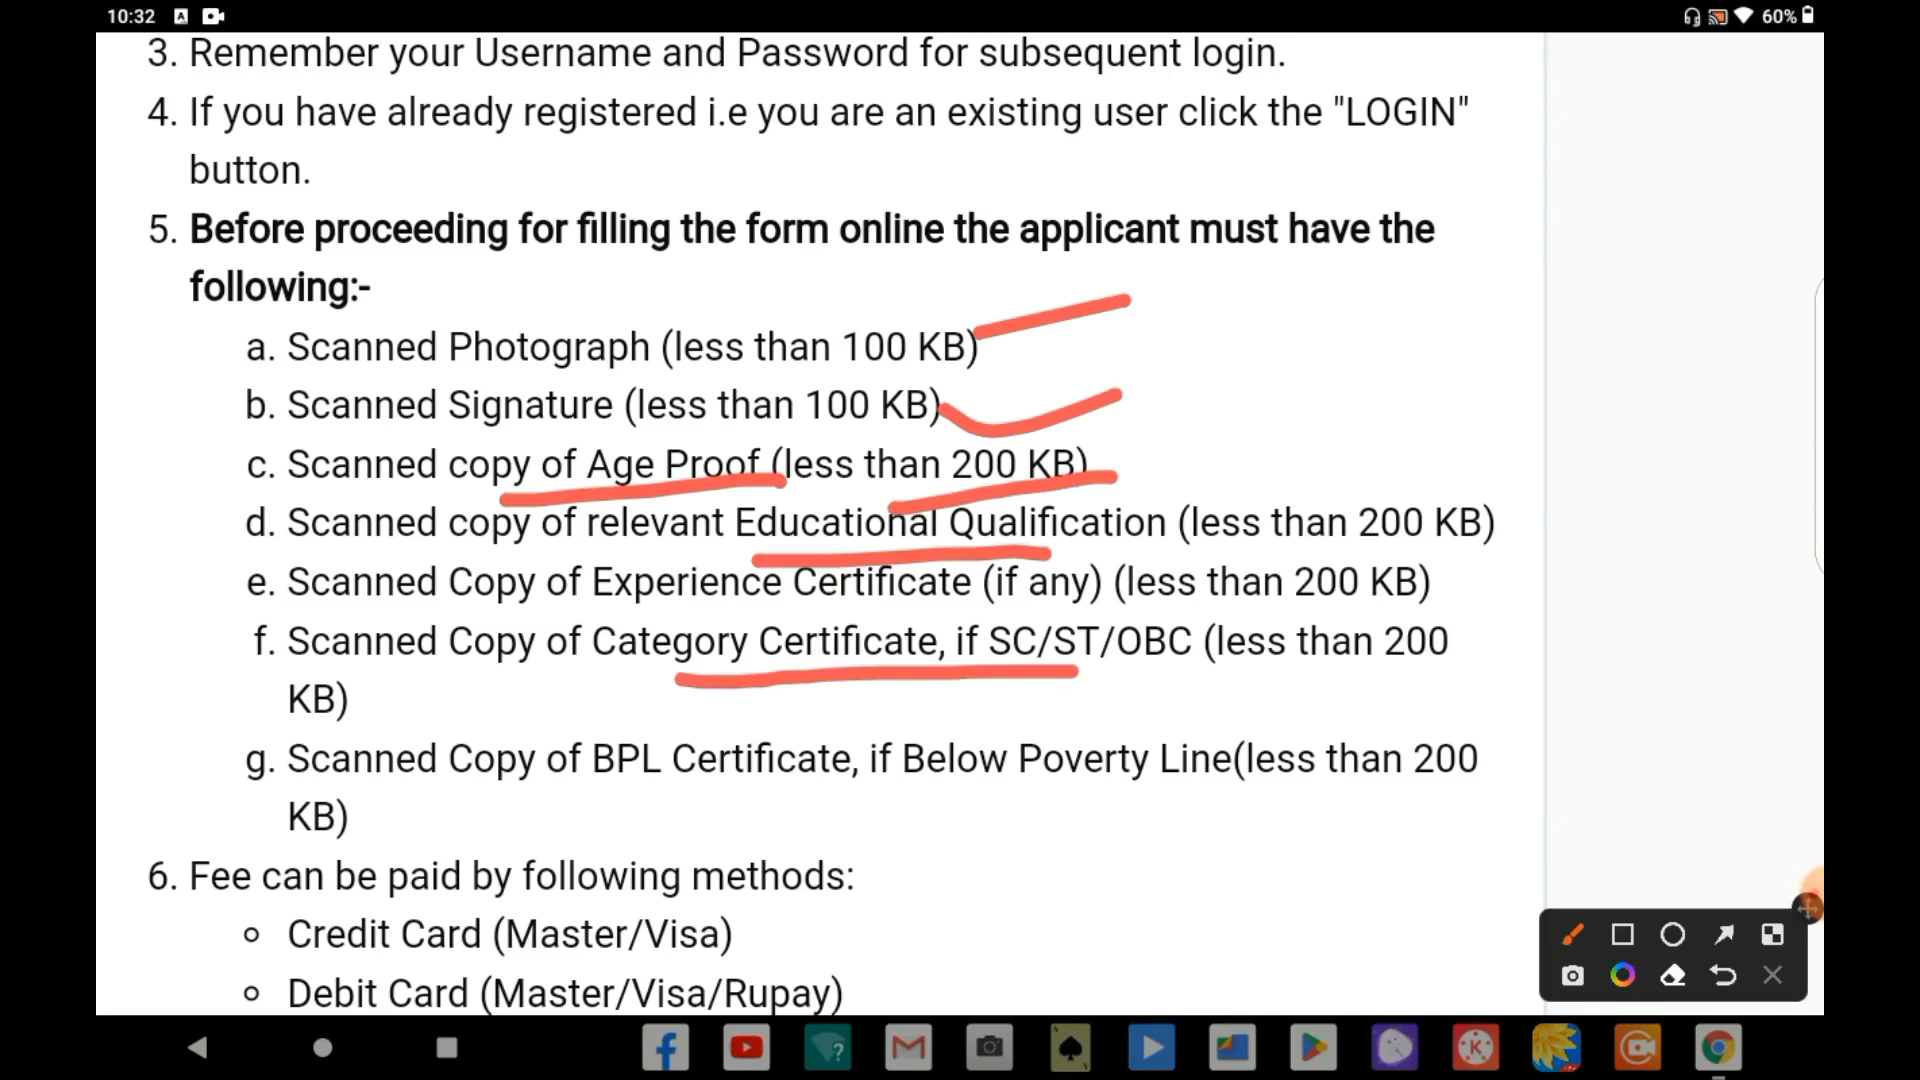 10:32
60%
3. Remember your Username and Password for subsequent login.
4. If you have already registered i.e you are an existing user click the "LOGIN"
button.
5. Before proceeding for filling the form online the applicant must have the
following:-
a. Scanned Photograph (less than 100 KB)
b. Scanned Signature (less than 100 KB)
c. Scanned copy of Age Proof (less than 200 KB)
d. Scanned copy of relevant Educational Qualification (less than 200 KB)
e. Scanned Copy of Experience Certificate (if any) (less than 200 KB)
f. Scanned Copy of Category Certificate, if SC/ST/OBC (less than 200
KB)
g. Scanned Copy of BPL Certificate, if Below Poverty Line(less than 200
KB)
6. Fee can be paid by following methods:
Credit Card (Master/Visa)
Debit Card (Master/Visa/Rupay)